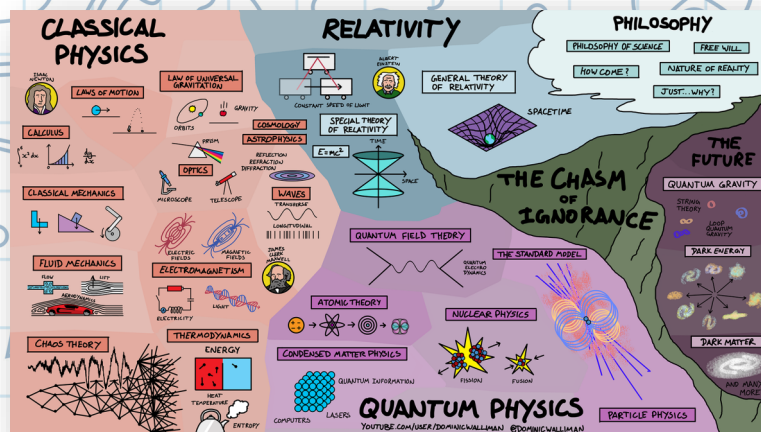 CLASSICAL
PHYSICS
ISAAC
NEWTON
LAWS OF MOTION
LAW OF UNIVERSAL
GRAVITATION
ORBITS
GRAVITY
CALCULUS
COSMOLOGY
ASTROPHYSICS
PRISM
REFLECTION
REFRACTION
DIFFRACTION
OPTICS
MICROSCOPE
TELESCOPE
CLASSICAL MECHANICS
WAVES
TRANSVERSE
LONGITUDINAL
ELECTRIC
FIELDS
MAGNETIC
FIELDS
JAMES
CLERK
MAXWELL
FLUID MECHANICS
FLOW
LIFT
AERODYNAMICS
ELECTROMAGNETISM
LIGHT
ELECTRICITY
CHAOS THEORY
THERMODYNAMICS
ENERGY
HEAT
TEMPERATURE
ENTROPY
RELATIVITY
ALBERT
EINSTEIN
CONSTANT SPEED OF LIGHT
GENERAL THEORY
OF RELATIVITY
SPACETIME
SPECIAL THEORY
OF RELATIVITY
E=mc²
TIME
SPACE
PHILOSOPHY
PHILOSOPHY OF SCIENCE
FREE WILL
HOW COME?
NATURE OF REALITY
JUST...WHY?
THE CHASM
OF
IGNORANCE
THE
FUTURE
QUANTUM GRAVITY
STRING
THEORY
LOOP
QUANTUM
GRAVITY
DARK ENERGY
DARK MATTER
AND MANY
MORE
QUANTUM FIELD THEORY
QUANTUM
ELECTRO
DYNAMICS
THE STANDARD MODEL
ATOMIC THEORY
NUCLEAR PHYSICS
FISSION
FUSION
CONDENSED MATTER PHYSICS
QUANTUM INFORMATION
LASERS
COMPUTERS
QUANTUM PHYSICS
PARTICLE PHYSICS
YOUTUBE.COM/USER/DOMINICWALLIMAN @DOMINICWALLIMAN